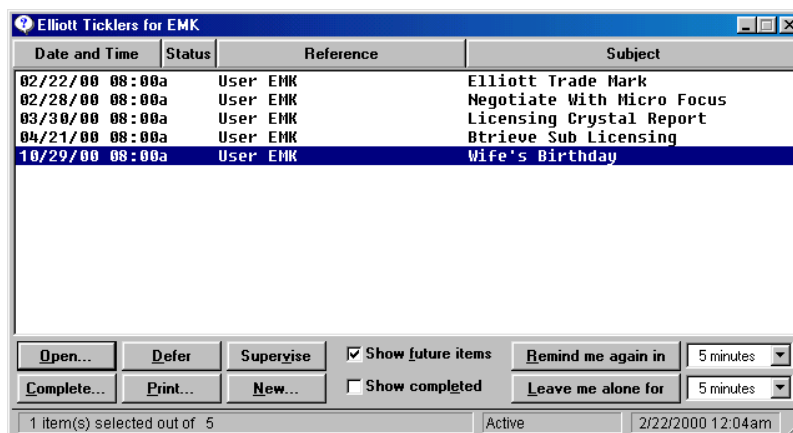 Elliott Ticklers for EMK
Date and Time Status Reference Subject
02/22/00 08:00a User EMK Elliott Trade Mark
02/28/00 08:00a User EMK Negotiate With Micro Focus
03/30/00 08:00a User EMK Licensing Crystal Report
04/21/00 08:00a User EMK Btrieve Sub Licensing
10/29/00 08:00a User EMK Wife's Birthday
Open... Defer Supervise Show future items Remind me again in 5 minutes
Complete... Print... New... Show completed Leave me alone for 5 minutes
1 item(s) selected out of 5 Active 2/22/2000 12:04am